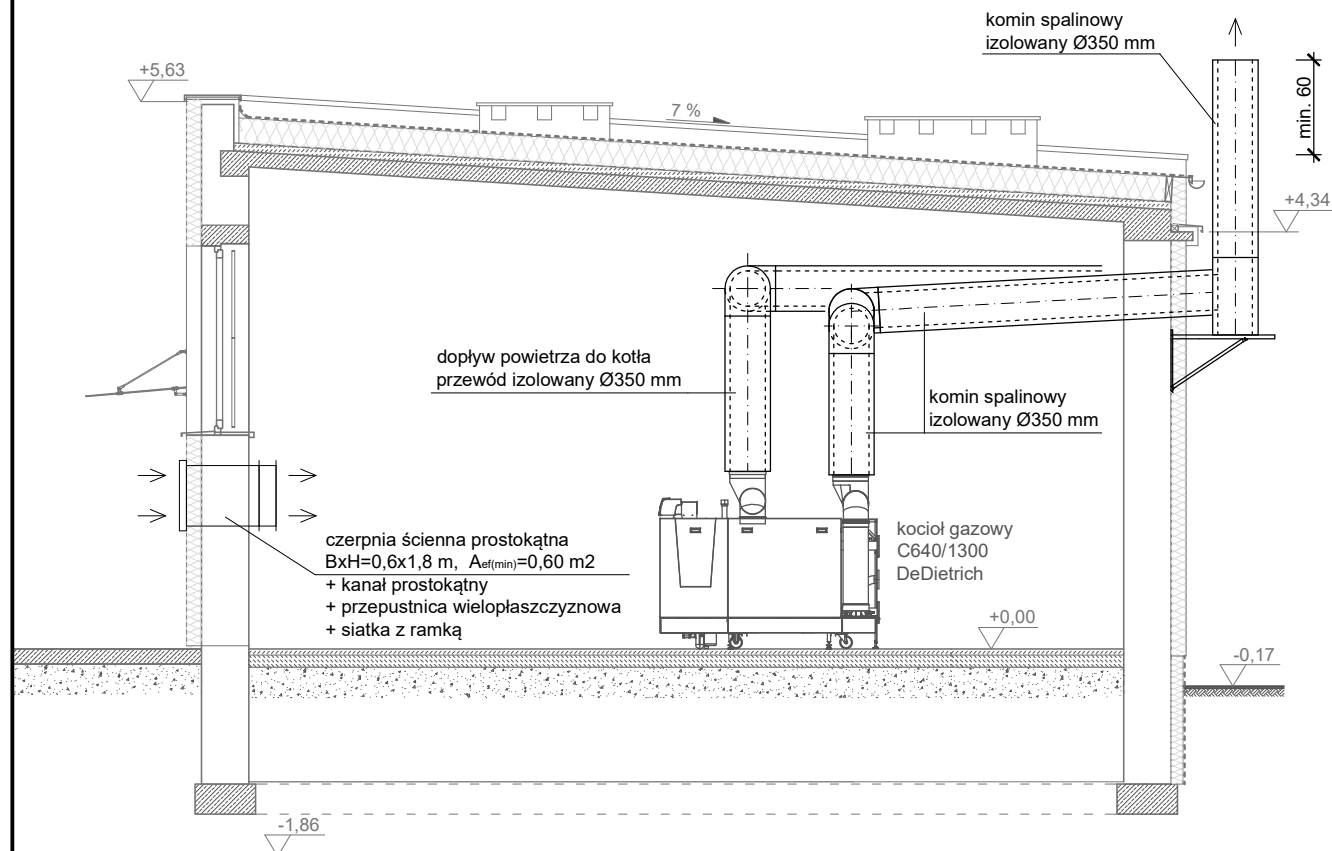 komin spalinowy
izolowany Ø350 mm
+5,63
7 %
min. 60
+4,34
dopływ powietrza do kotła
przewód izolowany Ø350 mm
komin spalinowy
izolowany Ø350 mm
czerpnia ścienna prostokątna
BxH=0,6x1,8 m, Aef(min)=0,60 m2
+ kanał prostokątny
+ przepustnica wielopłaszczyznowa
+ siatka z ramką
kocioł gazowy
C640/1300
DeDietrich
+0,00
-0,17
-1,86